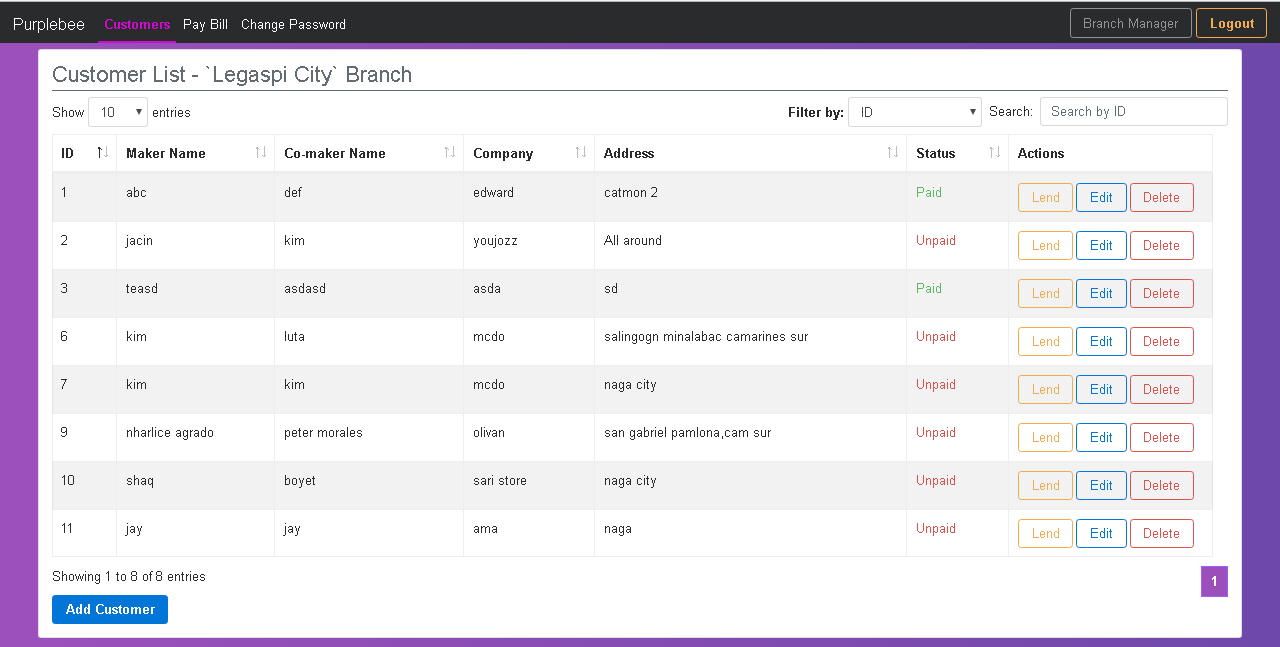 Purplebee Customers Pay Bill Change Password Branch Manager Logout
Customer List - `Legaspi City` Branch
Show 10 entries Filter by: ID Search: Search by ID
ID Maker Name Co-maker Name Company Address Status Actions
1 abc def edward catmon 2 Paid Lend Edit Delete
2 jacin kim youjozz All around Unpaid Lend Edit Delete
3 teasd asdasd asda sd Paid Lend Edit Delete
6 kim luta mcdo salingogn minalabac camarines sur Unpaid Lend Edit Delete
7 kim kim mcdo naga city Unpaid Lend Edit Delete
9 nharlice agrado peter morales olivan san gabriel pamlona,cam sur Unpaid Lend Edit Delete
10 shaq boyet sari store naga city Unpaid Lend Edit Delete
11 jay jay ama naga Unpaid Lend Edit Delete
Showing 1 to 8 of 8 entries 1
Add Customer